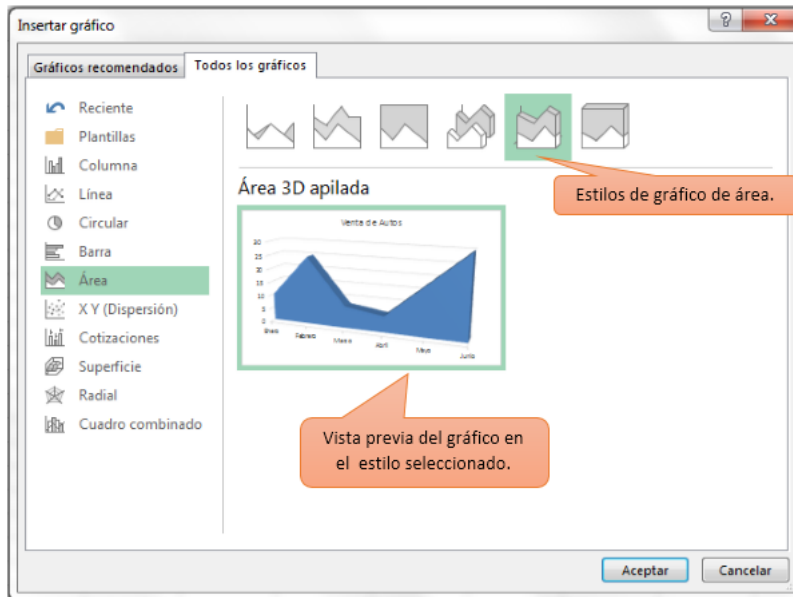 Insertar gráfico
Gráficos recomendados
Todos los gráficos
Reciente
Plantillas
Columna
Línea
Circular
Barra
Área
X Y (Dispersión)
Cotizaciones
Superficie
Radial
Cuadro combinado
Estilos de gráfico de área.
Área 3D apilada
Venta de Autos
30
25
20
15
10
5
0
Enero
Febrero
Marzo
Abril
Mayo
Junio
Vista previa del gráfico en
el estilo seleccionado.
Aceptar
Cancelar